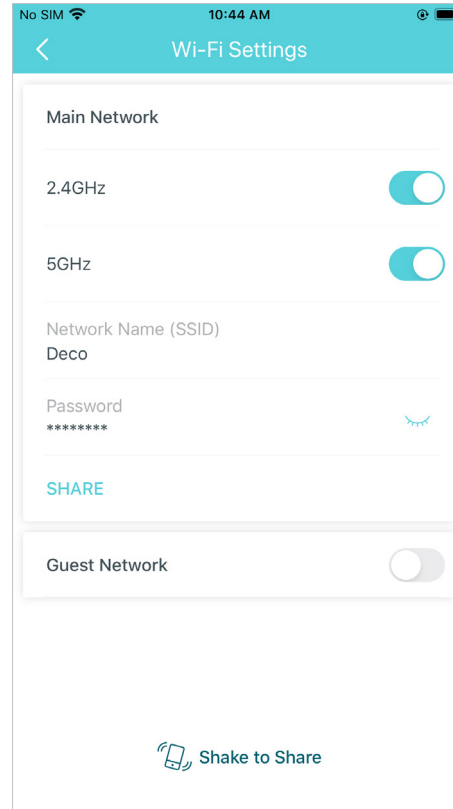 No SIM 10:44 AM
Wi-Fi Settings
Main Network
2.4GHz
5GHz
Network Name (SSID)
Deco
Password
********
SHARE
Guest Network
Shake to Share